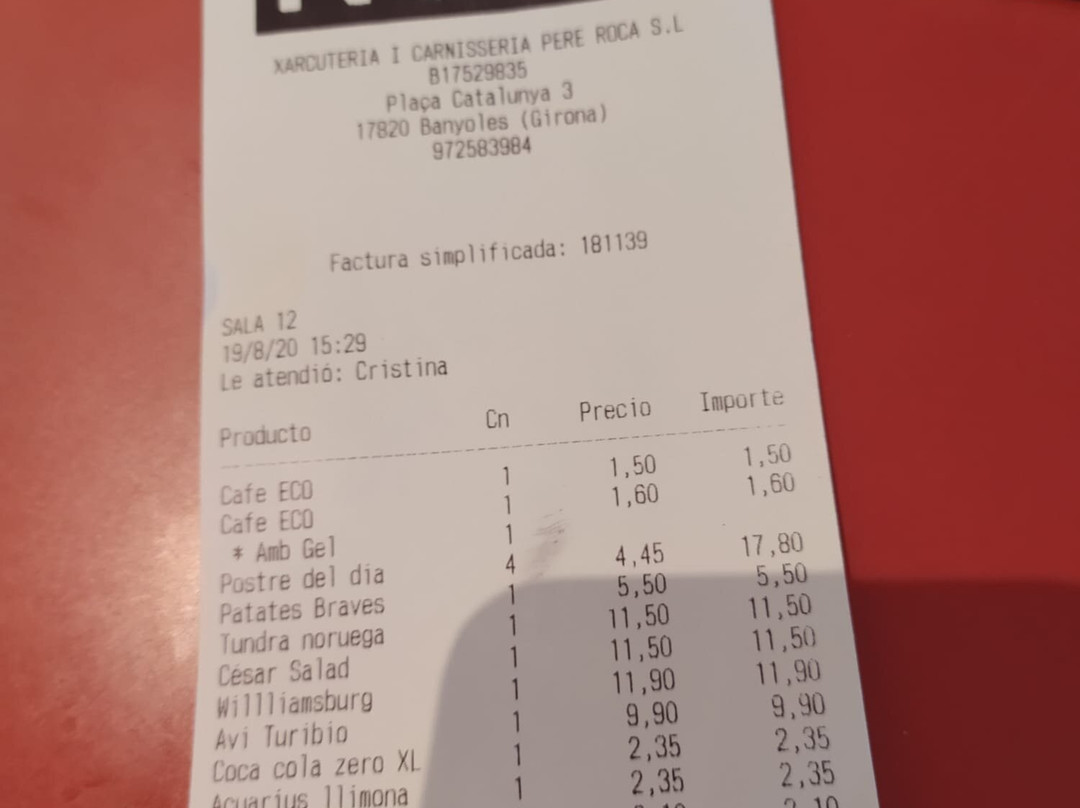 XARCUTERIA I CARNISSERIA PERE ROCA S.L
B17529835
Plaça Catalunya 3
17820 Banyoles (Girona)
972583984
Factura simplificada: 181139
SALA 12
19/8/20 15:29
Le atendió: Cristina
Producto Cn Precio Importe
Cafe ECO 1 1,50 1,50
Cafe ECO 1 1,60 1,60
* Amb Gel 1
Postre del dia 4 4,45 17,80
Patates Braves 1 5,50 5,50
Tundra noruega 1 11,50 11,50
César Salad 1 11,50 11,50
Willliamsburg 1 11,90 11,90
Avi Turibio 1 9,90 9,90
Coca cola zero XL 1 2,35 2,35
Acuarius llimona 1 2,35 2,35